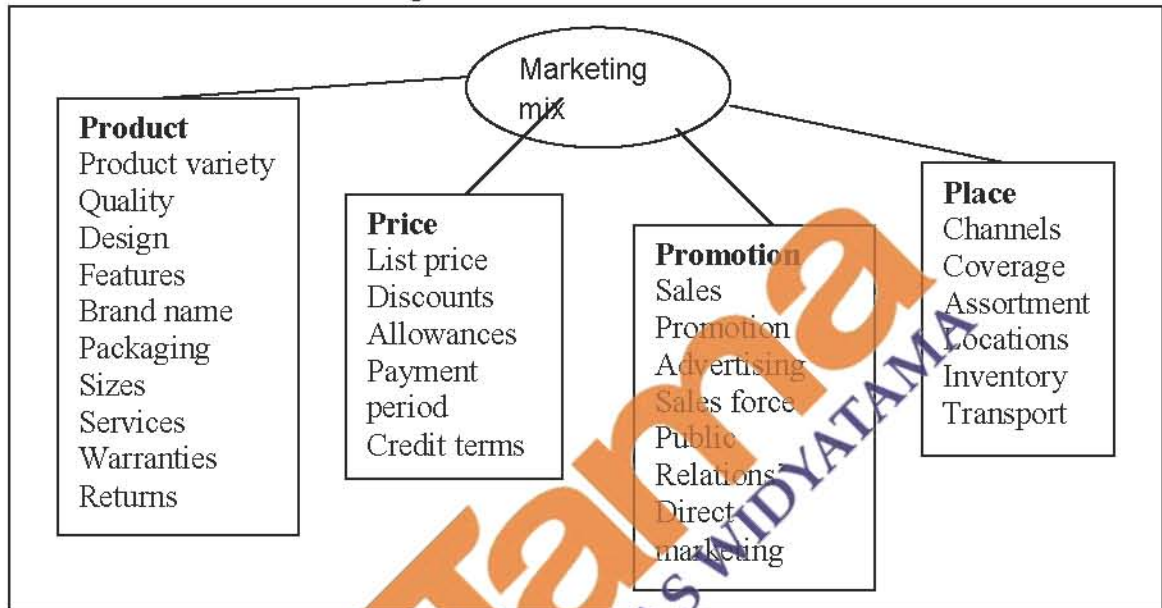 Marketing
mix
Product
Product variety
Quality
Design
Features
Brand name
Packaging
Sizes
Services
Warranties
Returns
Price
List price
Discounts
Allowances
Payment
period
Credit terms
Promotion
Sales
Promotion
Advertising
Sales force
Public
Relations
Direct
marketing
Place
Channels
Coverage
Assortment
Locations
Inventory
Transport
Tama
S WIDYATAMA